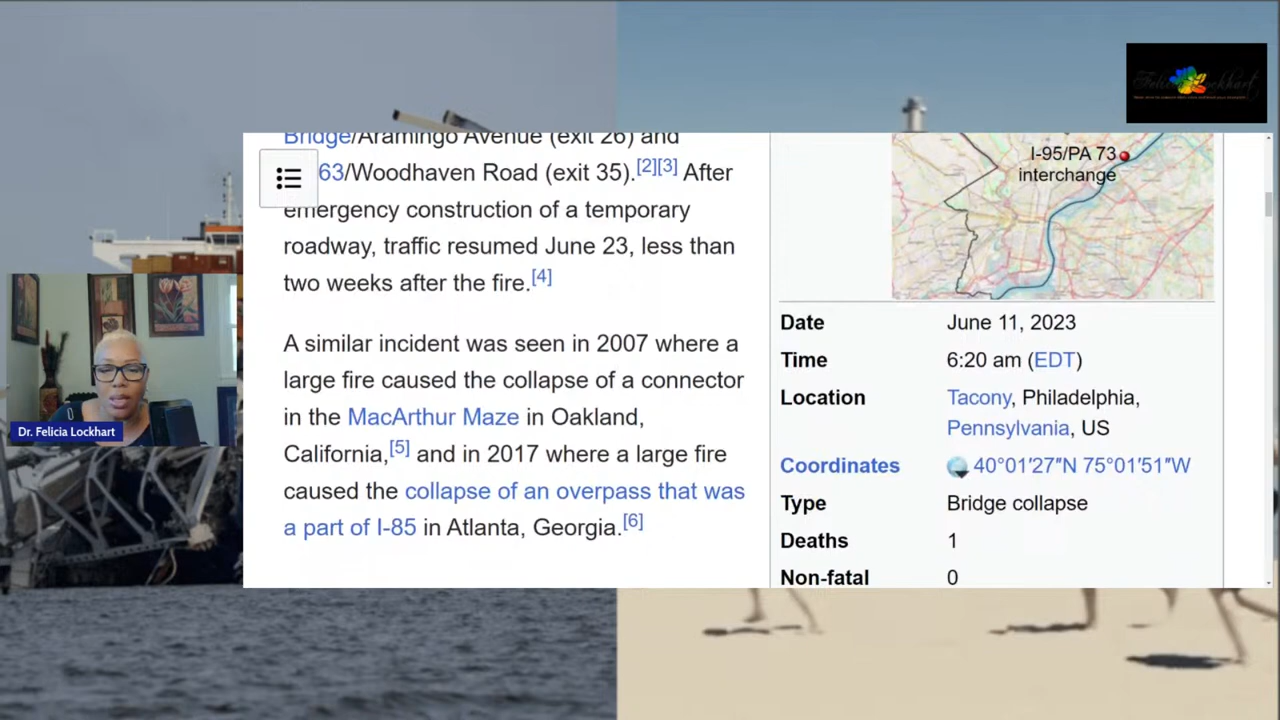 Bridge/Aramingo Avenue (exit 26) and
63/Woodhaven Road (exit 35).[2][3] After
emergency construction of a temporary
roadway, traffic resumed June 23, less than
two weeks after the fire.[4]
A similar incident was seen in 2007 where a
large fire caused the collapse of a connector
in the MacArthur Maze in Oakland,
California,[5] and in 2017 where a large fire
caused the collapse of an overpass that was
a part of I-85 in Atlanta, Georgia.[6]
I-95/PA 73
interchange
Date June 11, 2023
Time 6:20 am (EDT)
Location Tacony, Philadelphia,
Pennsylvania, US
Coordinates 40°01′27″N 75°01′51″W
Type Bridge collapse
Deaths 1
Non-fatal 0
Dr. Felicia Lockhart
Felicia Lockhart